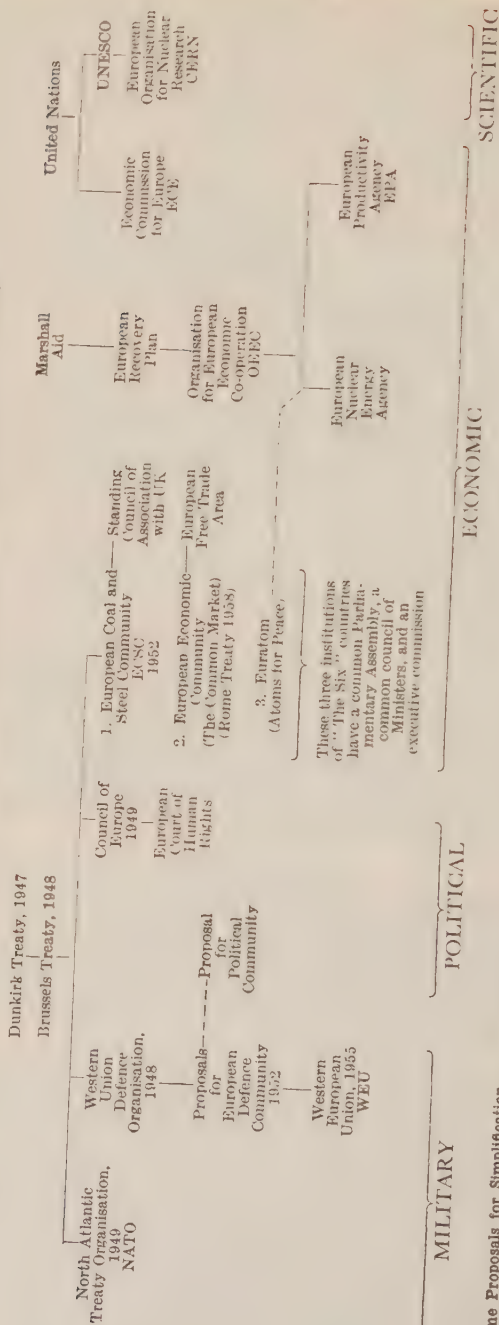 Dunkirk Treaty, 1947
Brussels Treaty, 1948
North Atlantic
Treaty Organisation,
1949
NATO
Western
Union
Defence
Organisation,
1948
Proposals
for
European
Defence
Community
1952
Proposal
for
Political
Community
Western
European
Union, 1955
WEU
Council of
Europe
1949
European
Court of
Human
Rights
1. European Coal and
Steel Community
ECSC
1952
Standing
Council of
Association
with UK
2. European Economic
Community
(The Common Market)
(Rome Treaty 1958)
European
Free Trade
Area
3. Euratom
(Atoms for Peace)
These three institutions
of "The Six" countries
have a common Parlia-
mentary Assembly, a
common council of
Ministers, and an
executive commission
Marshall
Aid
European
Recovery
Plan
Organisation
for European
Economic
Co-operation
OEEC
European
Nuclear
Energy
Agency
European
Productivity
Agency
EPA
United Nations
Economic
Commission
for Europe
ECE
UNESCO
European
Organisation
for Nuclear
Research
CERN
MILITARY
POLITICAL
ECONOMIC
SCIENTIFIC
Proposals for Simplification